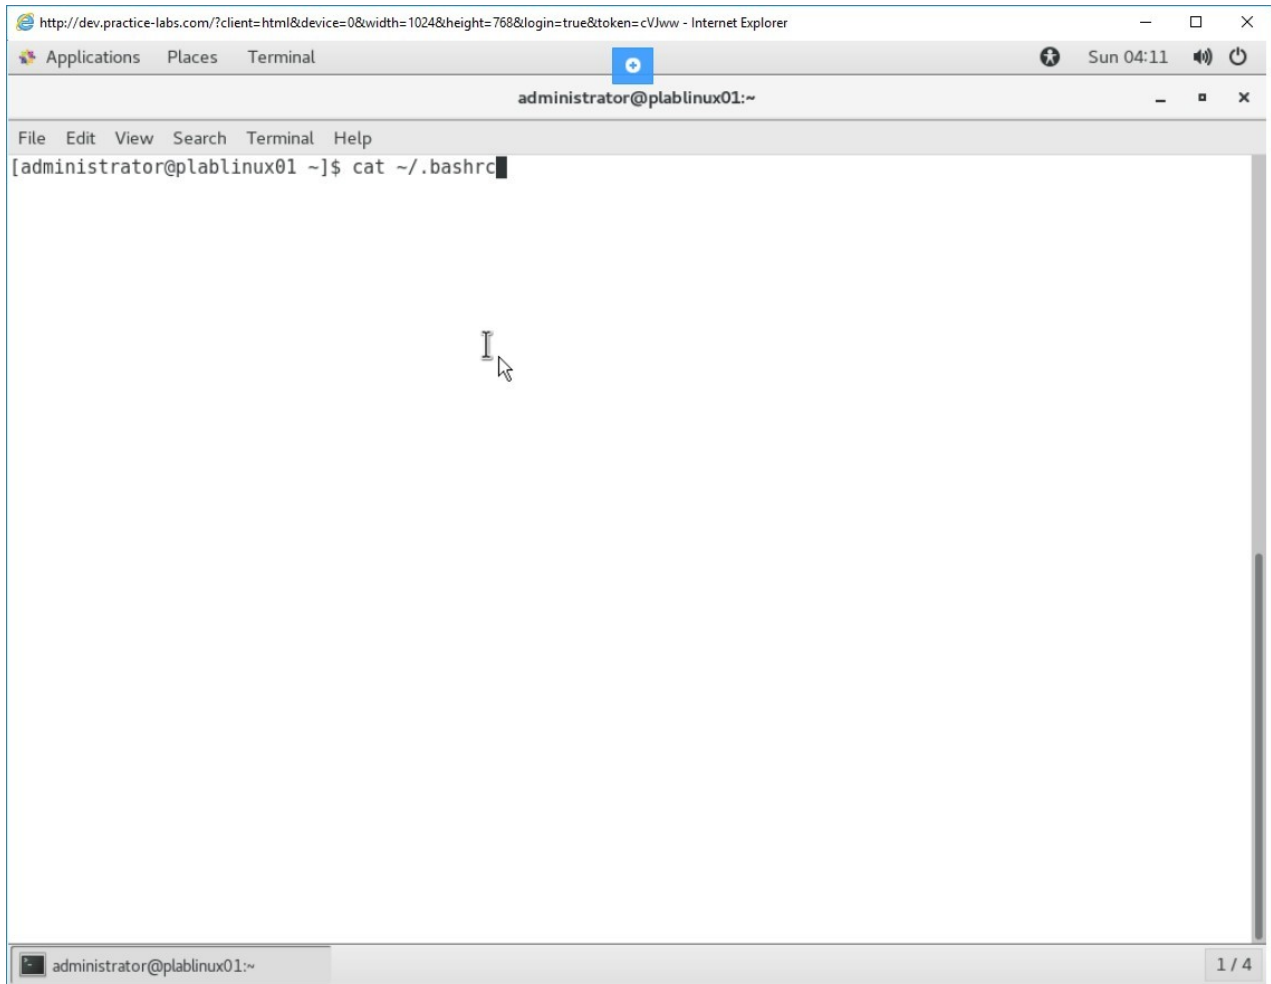 http://dev.practice-labs.com/?client=html&device=0&width=1024&height=768&login=true&token=cVJww - Internet Explorer
Applications Places Terminal Sun 04:11
administrator@plablinux01:~
File Edit View Search Terminal Help
[administrator@plablinux01 ~]$ cat ~/.bashrc
administrator@plablinux01:~ 1 / 4